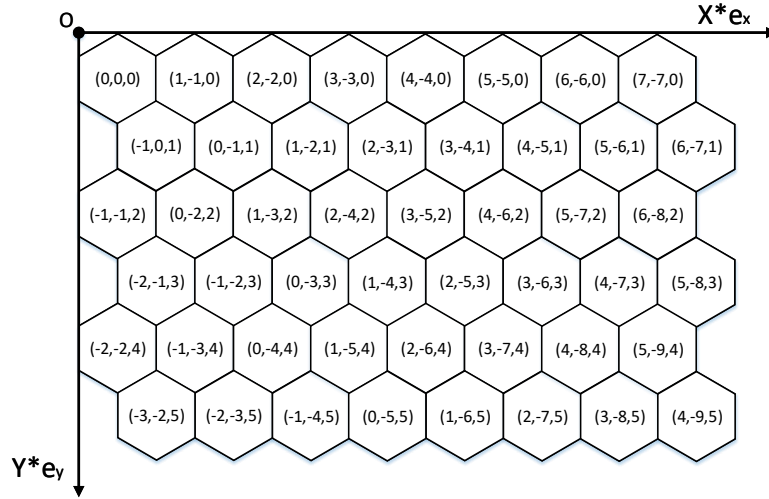 O
X*ex
(0,0,0) (1,-1,0) (2,-2,0) (3,-3,0) (4,-4,0) (5,-5,0) (6,-6,0) (7,-7,0)
(-1,0,1) (0,-1,1) (1,-2,1) (2,-3,1) (3,-4,1) (4,-5,1) (5,-6,1) (6,-7,1)
(-1,-1,2) (0,-2,2) (1,-3,2) (2,-4,2) (3,-5,2) (4,-6,2) (5,-7,2) (6,-8,2)
(-2,-1,3) (-1,-2,3) (0,-3,3) (1,-4,3) (2,-5,3) (3,-6,3) (4,-7,3) (5,-8,3)
(-2,-2,4) (-1,-3,4) (0,-4,4) (1,-5,4) (2,-6,4) (3,-7,4) (4,-8,4) (5,-9,4)
(-3,-2,5) (-2,-3,5) (-1,-4,5) (0,-5,5) (1,-6,5) (2,-7,5) (3,-8,5) (4,-9,5)
Y*ey